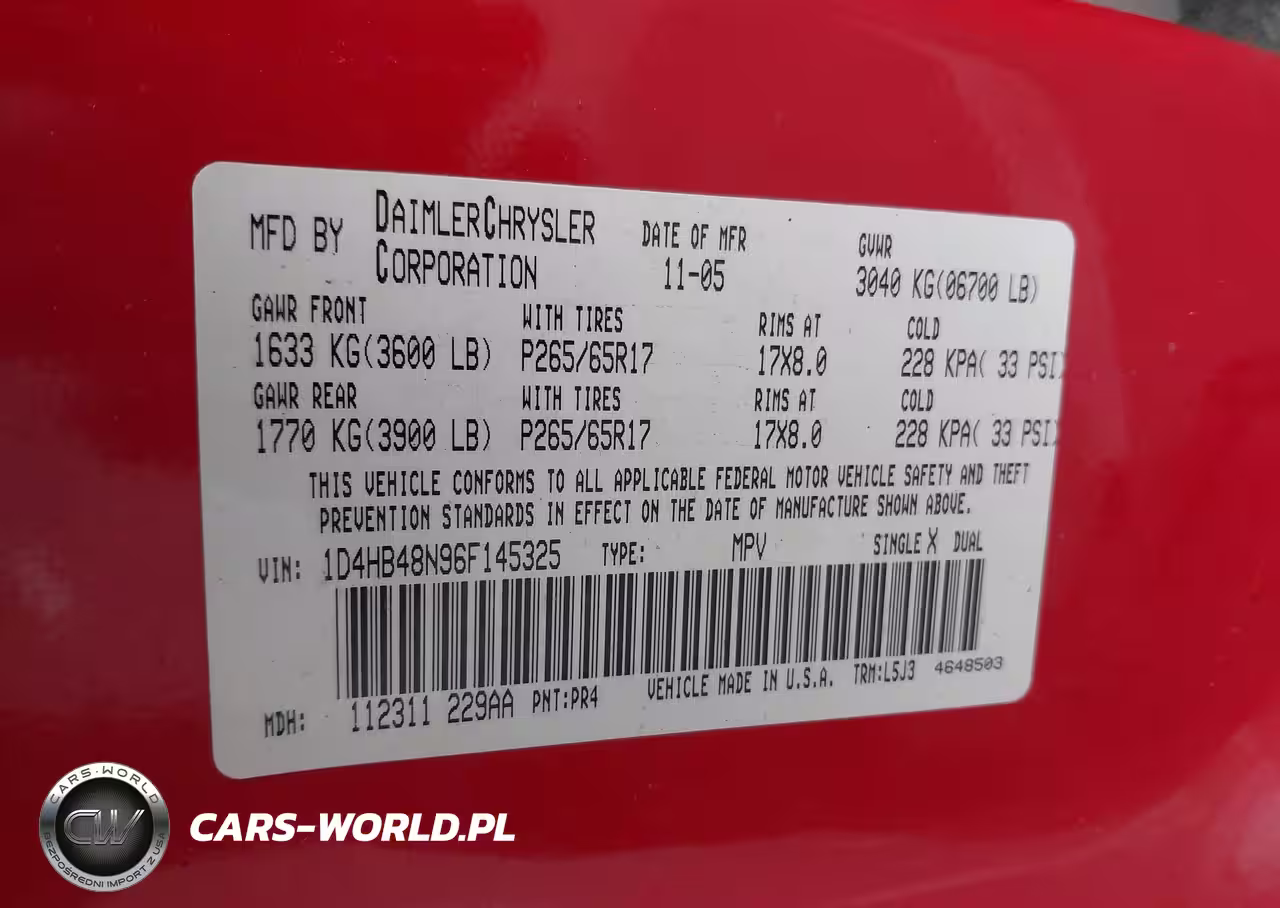 MFD BY DAIMLERCHRYSLER CORPORATION
DATE OF MFR
11-05
GVWR
3040 KG(06700 LB)
GAWR FRONT WITH TIRES RIMS AT COLD
1633 KG(3600 LB) P265/65R17 17X8.0 228 KPA( 33 PSI)
GAWR REAR WITH TIRES RIMS AT COLD
1770 KG(3900 LB) P265/65R17 17X8.0 228 KPA( 33 PSI)
THIS VEHICLE CONFORMS TO ALL APPLICABLE FEDERAL MOTOR VEHICLE SAFETY AND THEFT
PREVENTION STANDARDS IN EFFECT ON THE DATE OF MANUFACTURE SHOWN ABOVE.
VIN: 1D4HB48N96F145325 TYPE: MPV SINGLE X DUAL
MDH: 112311 229AA PNT:PR4 VEHICLE MADE IN U.S.A. TRM:L5J3 4648503
CARS-WORLD
CW
BEZPOŚREDNI IMPORT Z USA
CARS-WORLD.PL